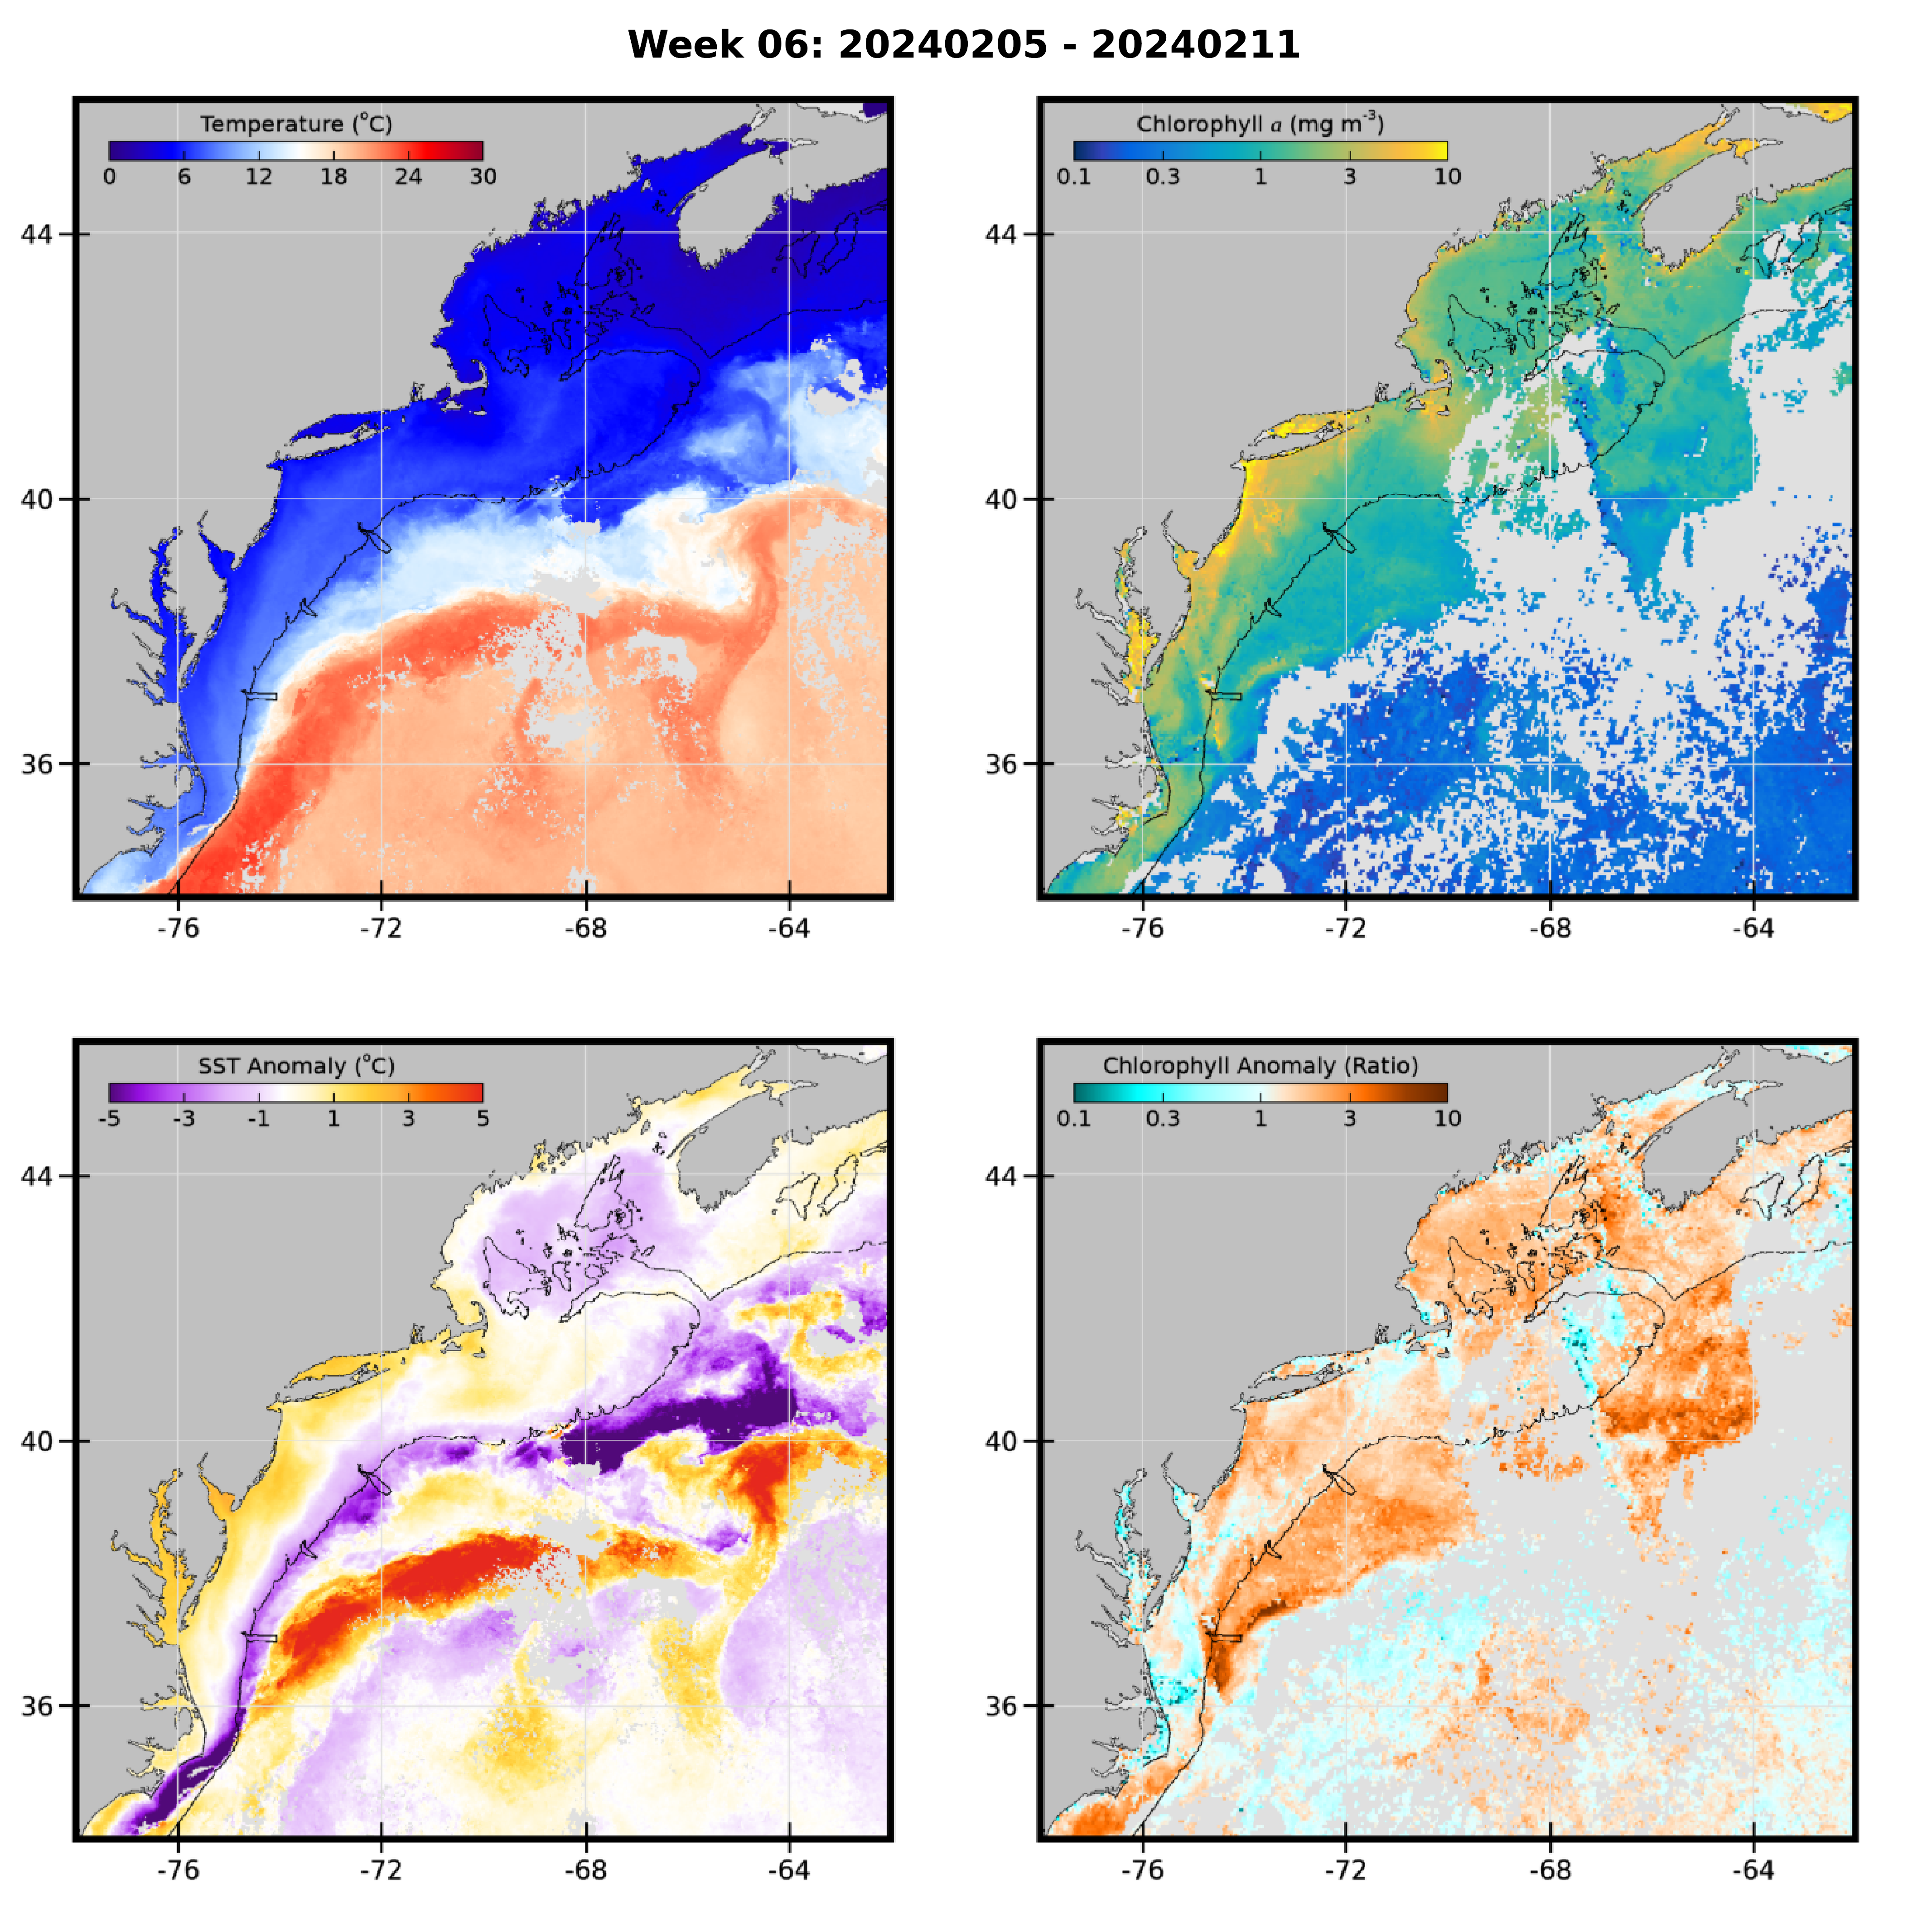 Week 06: 20240205 - 20240211
Temperature (°C)
0 6 12 18 24 30
44
40
36
-76 -72 -68 -64
Chlorophyll a (mg m⁻³)
0.1 0.3 1 3 10
44
40
36
-76 -72 -68 -64
SST Anomaly (°C)
-5 -3 -1 1 3 5
44
40
36
-76 -72 -68 -64
Chlorophyll Anomaly (Ratio)
0.1 0.3 1 3 10
44
40
36
-76 -72 -68 -64